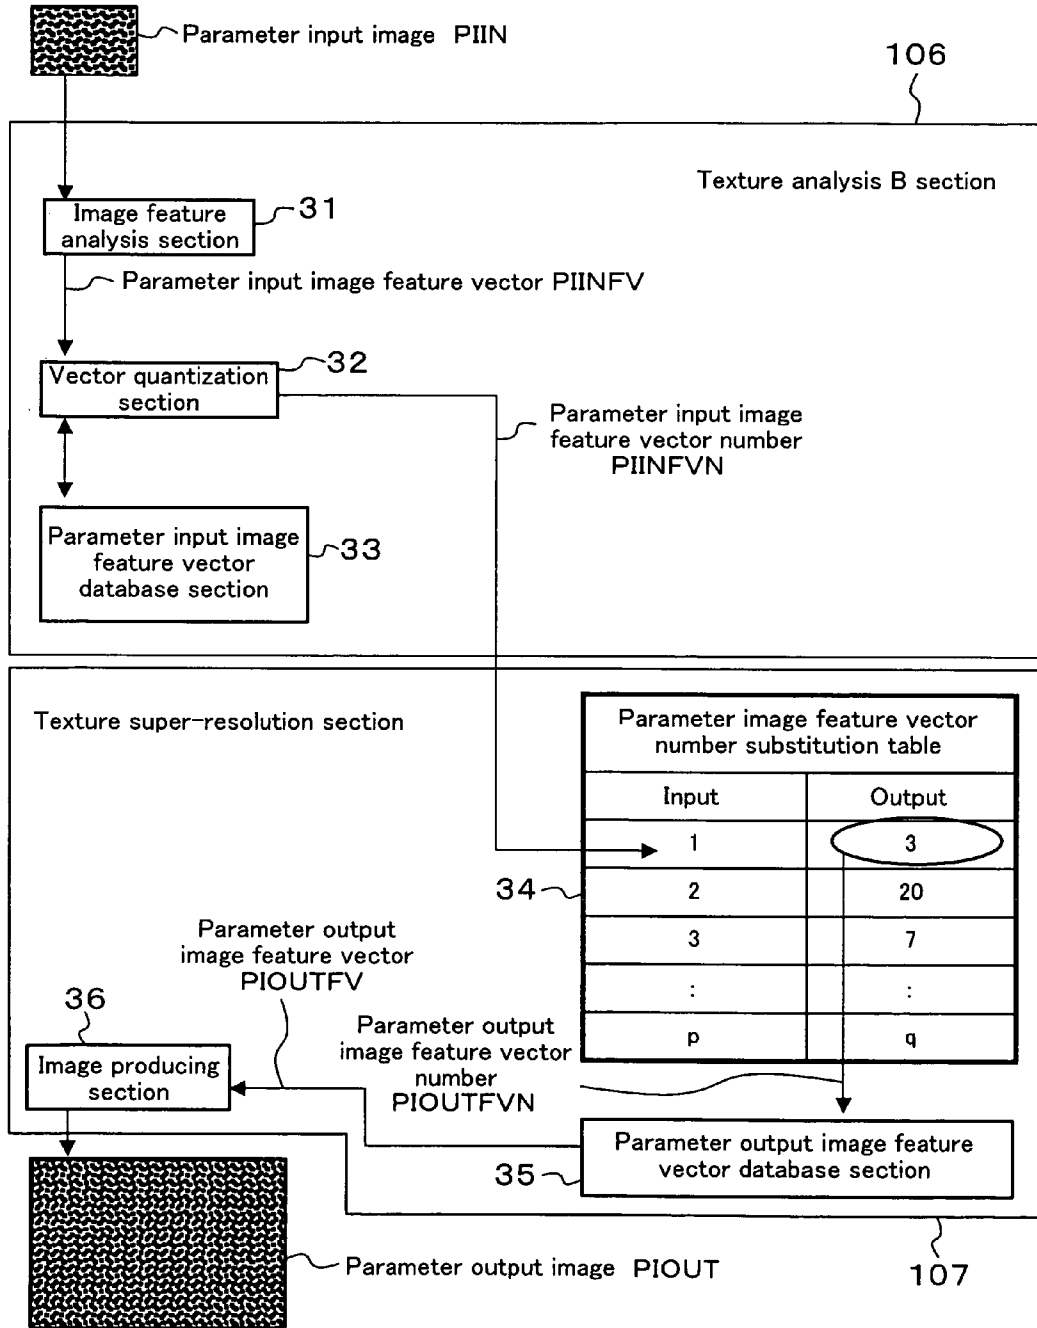 Parameter input image PIIN
106
Texture analysis B section
Image feature
analysis section
31
Parameter input image feature vector PIINFV
Vector quantization
section
32
Parameter input image
feature vector number
PIINFVN
Parameter input image
feature vector
database section
33
Texture super-resolution section
Parameter image feature vector
number substitution table
Input Output
1 3
2 20
3 7
: :
p q
34
Parameter output
image feature vector
PIOUTFV
36
Image producing
section
Parameter output
image feature vector
number
PIOUTFVN
Parameter output image feature
vector database section
35
Parameter output image PIOUT
107